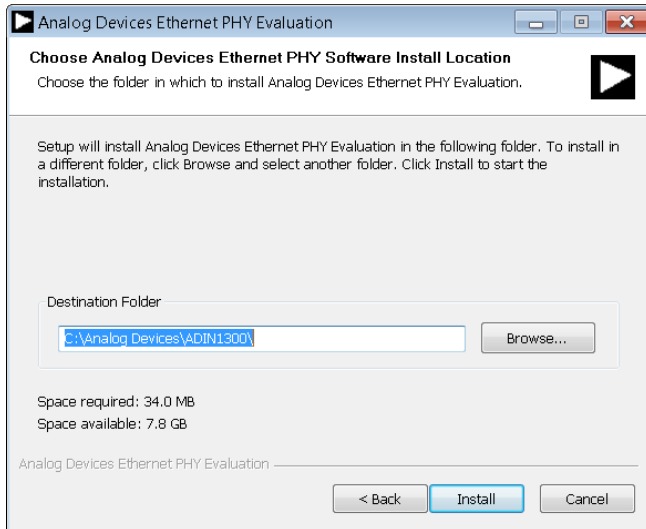 Analog Devices Ethernet PHY Evaluation
Choose Analog Devices Ethernet PHY Software Install Location
Choose the folder in which to install Analog Devices Ethernet PHY Evaluation.
Setup will install Analog Devices Ethernet PHY Evaluation in the following folder. To install in
a different folder, click Browse and select another folder. Click Install to start the
installation.
Destination Folder
C:\Analog Devices\ADIN1300\
Browse...
Space required: 34.0 MB
Space available: 7.8 GB
Analog Devices Ethernet PHY Evaluation
< Back
Install
Cancel